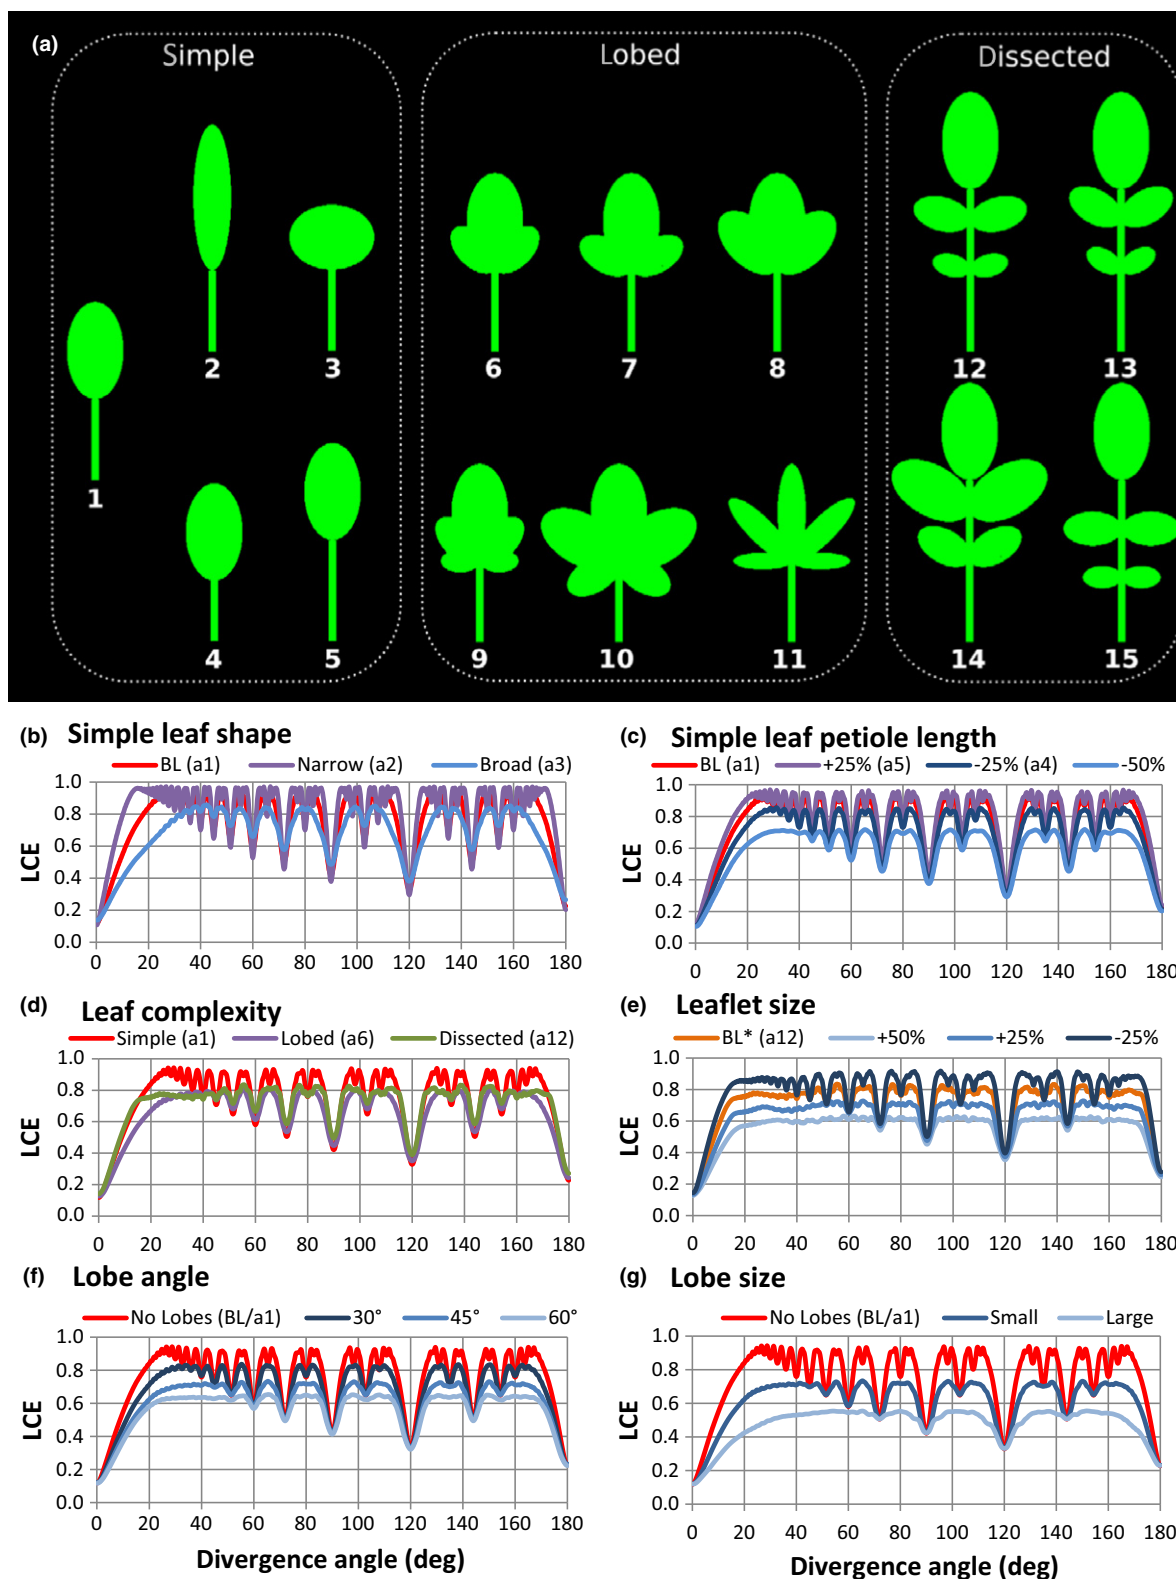 (a) Simple Lobed Dissected
2 3 6 7 8 12 13
1
4 5 9 10 11 14 15
(b) Simple leaf shape
BL (a1) Narrow (a2) Broad (a3)
LCE
1.0
0.8
0.6
0.4
0.2
0.0
0 20 40 60 80 100 120 140 160 180
(c) Simple leaf petiole length
BL (a1) +25% (a5) -25% (a4) -50%
LCE
1.0
0.8
0.6
0.4
0.2
0.0
0 20 40 60 80 100 120 140 160 180
(d) Leaf complexity
Simple (a1) Lobed (a6) Dissected (a12)
LCE
1.0
0.8
0.6
0.4
0.2
0.0
0 20 40 60 80 100 120 140 160 180
(e) Leaflet size
BL* (a12) +50% +25% -25%
LCE
1.0
0.8
0.6
0.4
0.2
0.0
0 20 40 60 80 100 120 140 160 180
(f) Lobe angle
No Lobes (BL/a1) 30° 45° 60°
LCE
1.0
0.8
0.6
0.4
0.2
0.0
0 20 40 60 80 100 120 140 160 180
Divergence angle (deg)
(g) Lobe size
No Lobes (BL/a1) Small Large
LCE
1.0
0.8
0.6
0.4
0.2
0.0
0 20 40 60 80 100 120 140 160 180
Divergence angle (deg)